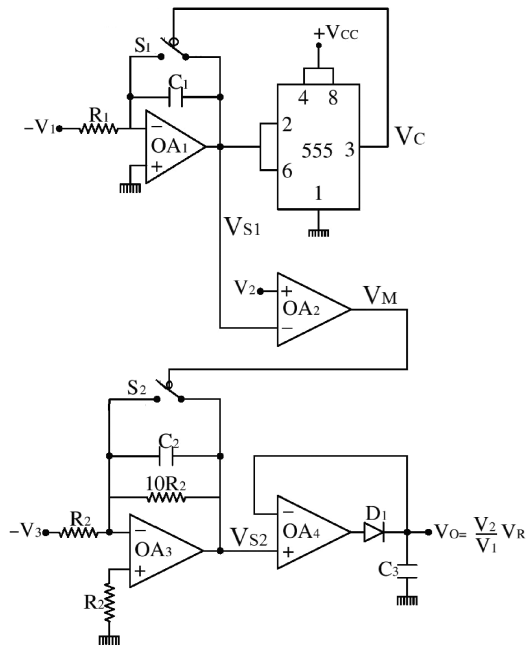 +VCC
S1
C1
4 8
R1
2
-V1
OA1
555
3
VC
6
1
VS1
V2
OA2
VM
S2
C2
10R2
R2
-V3
OA3
VS2
OA4
D1
VO= V2/V1 VR
C3
R2